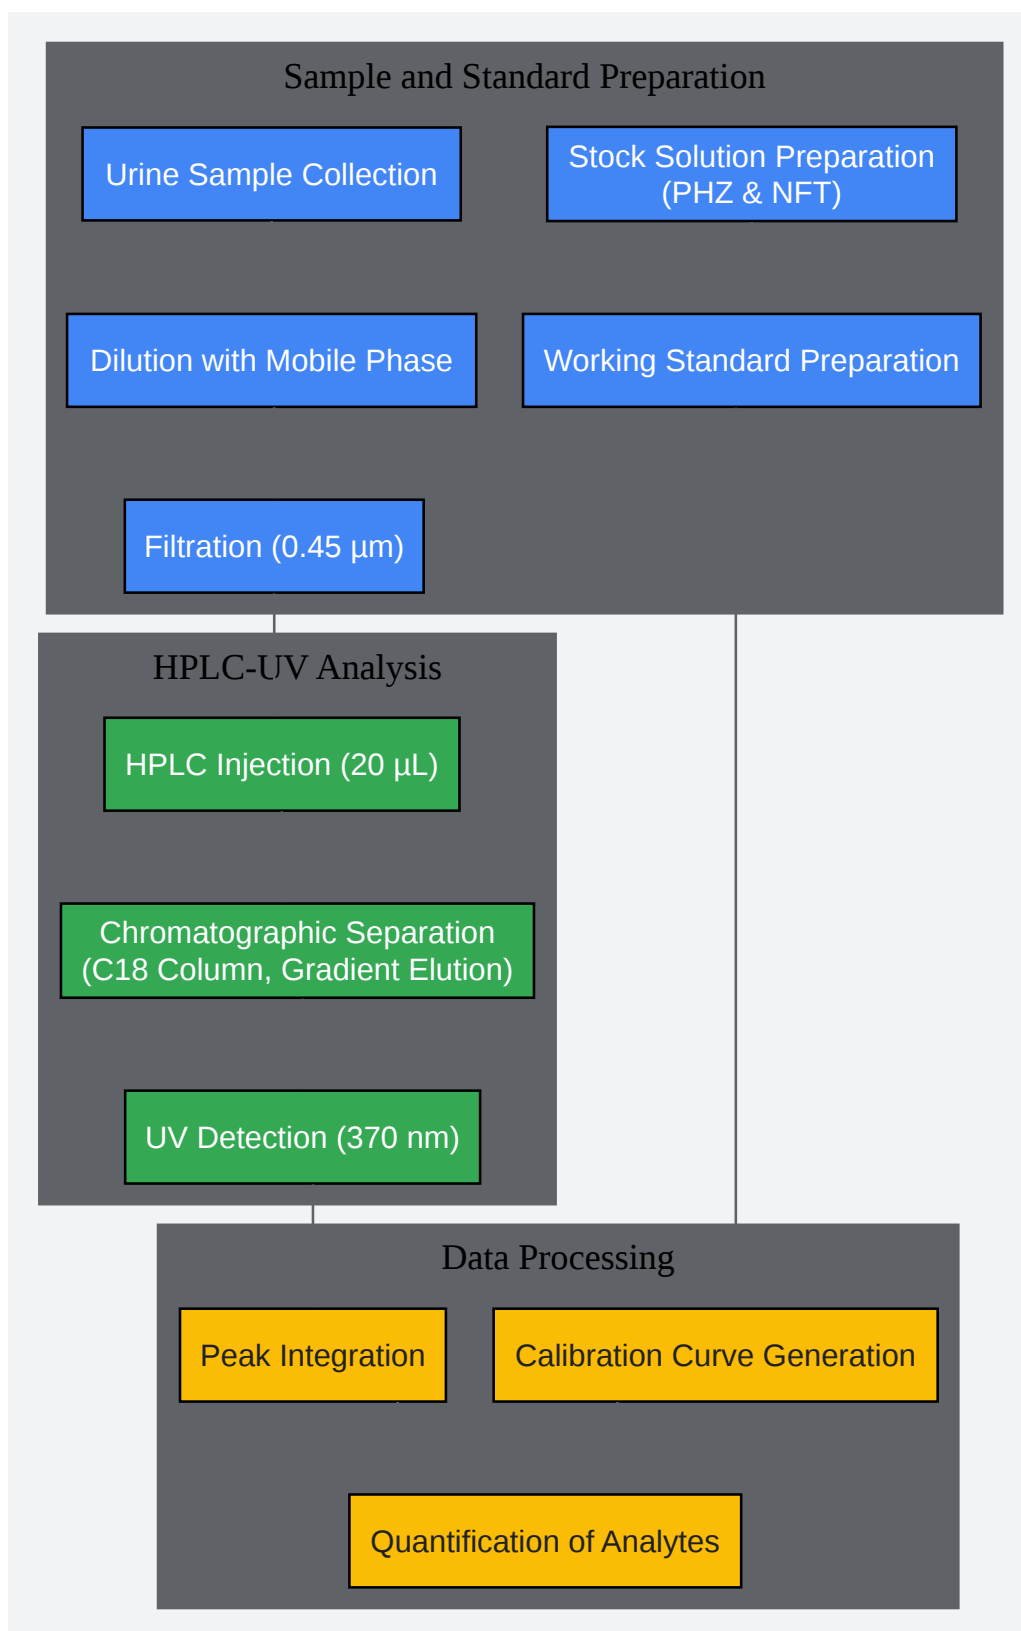 Sample and Standard Preparation
Urine Sample Collection
Stock Solution Preparation
(PHZ & NFT)
Dilution with Mobile Phase
Working Standard Preparation
Filtration (0.45 µm)
HPLC-UV Analysis
HPLC Injection (20 µL)
Chromatographic Separation
(C18 Column, Gradient Elution)
UV Detection (370 nm)
Data Processing
Peak Integration
Calibration Curve Generation
Quantification of Analytes